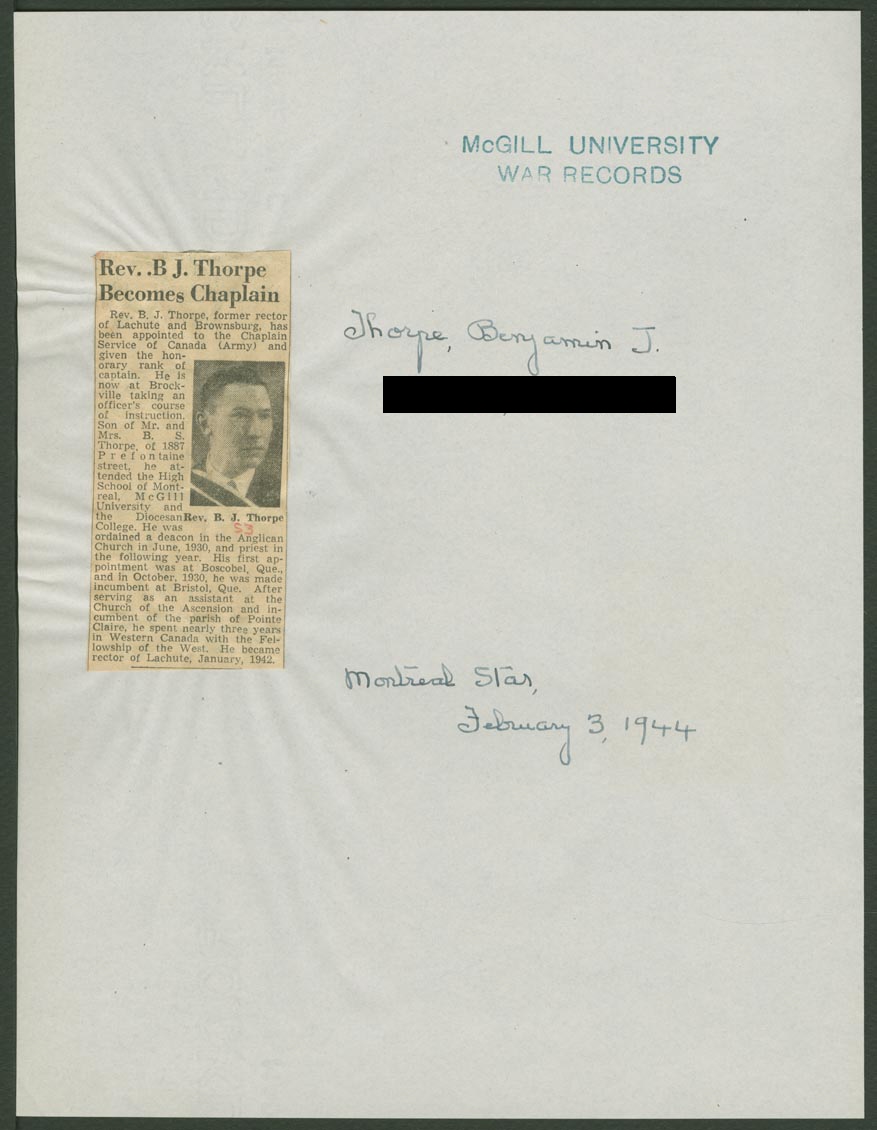 McGILL UNIVERSITY
WAR RECORDS
Rev. .B J. Thorpe
Becomes Chaplain
Rev. B. J. Thorpe, former rector
of Lachute and Brownsburg, has
been appointed to the Chaplain
Service of Canada (Army) and
given the hon-
orary rank of
captain. He is
now at Brock-
ville taking an
officer's course
of instruction.
Son of Mr. and
Mrs. B. S.
Thorpe, of 1887
Prefontaine
street, he at-
tended the High
School of Mont-
real, McGill
University and
the Diocesan
College. He was
Rev. B. J. Thorpe
53
ordained a deacon in the Anglican
Church in June, 1930, and priest in
the following year. His first ap-
pointment was at Boscobel, Que.,
and in October, 1930, he was made
incumbent at Bristol, Que. After
serving as an assistant at the
Church of the Ascension and in-
cumbent of the parish of Pointe
Claire, he spent nearly three years
in Western Canada with the Fel-
lowship of the West. He became
rector of Lachute, January, 1942.
Thorpe, Benjamin J.
Montreal Star,
February 3, 1944